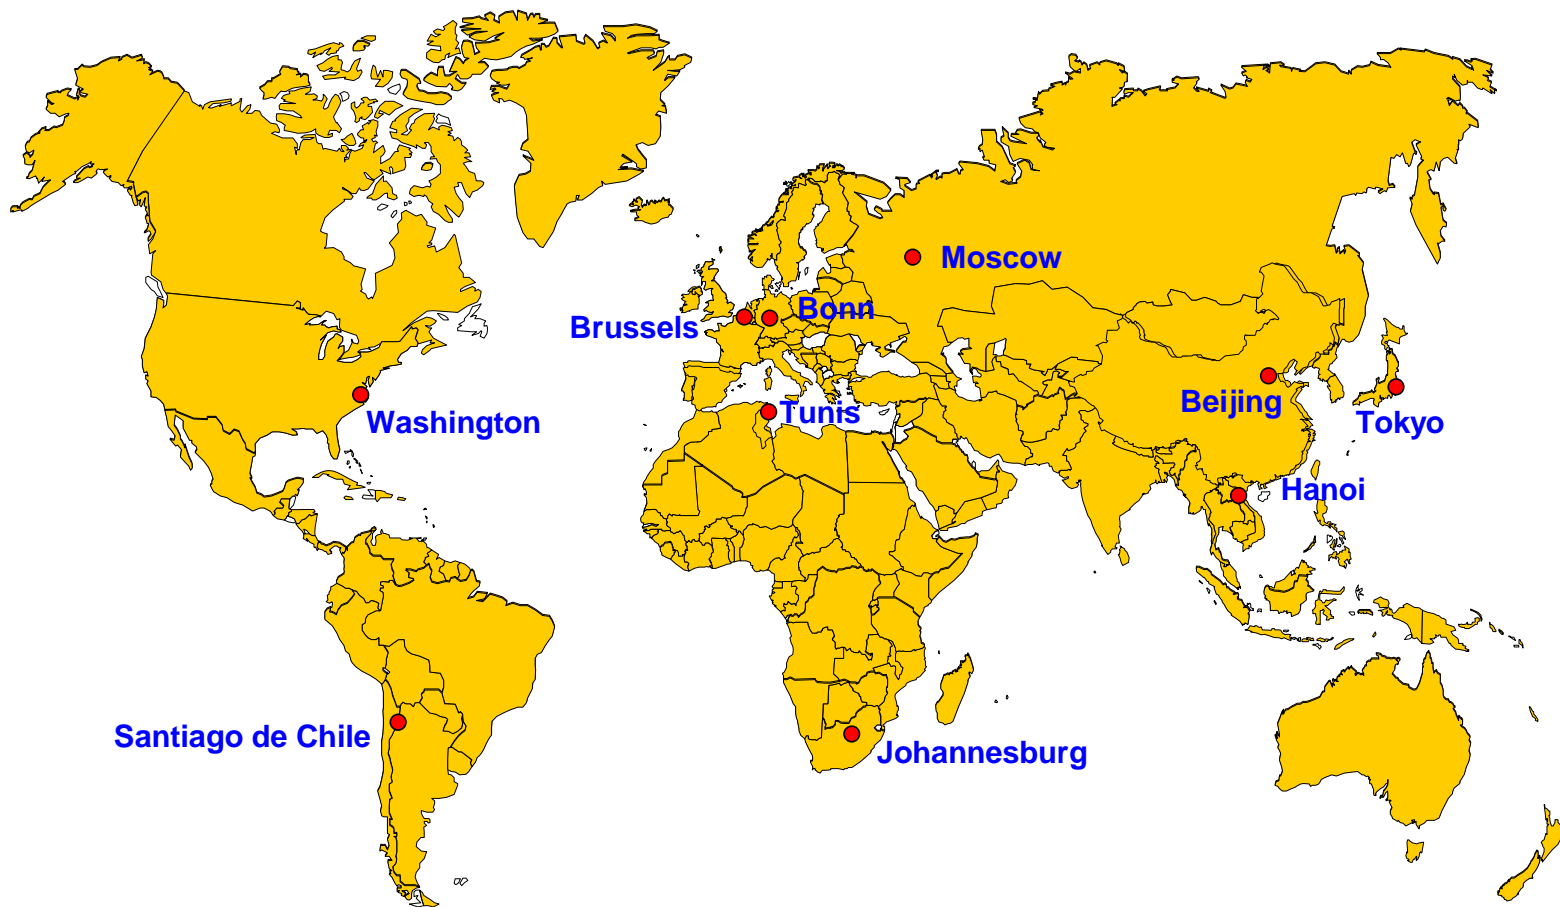 Moscow
Bonn
Brussels
Beijing
Tunis
Washington
Tokyo
Hanoi
Santiago de Chile
Johannesburg